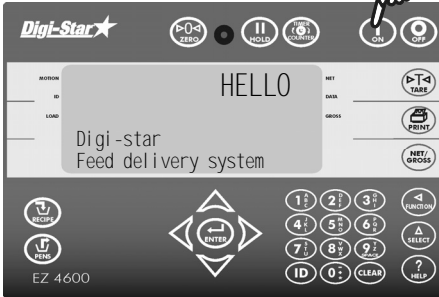 Digi-Star
ZERO
HOLD
TIMER
COUNTER
ON
OFF
MOTION
ID
LOAD
HELLO
Digi-star
Feed delivery system
NET
DATA
GROSS
TARE
PRINT
NET/
GROSS
RECIPE
PENS
ENTER
1 A B C
2 D E F
3 G H I
4 J K L
5 M N O
6 P Q R
7 S T U
8 V W X
9 Y Z SPACE
ID
0
CLEAR
FUNCTION
SELECT
?
HELP
EZ 4600